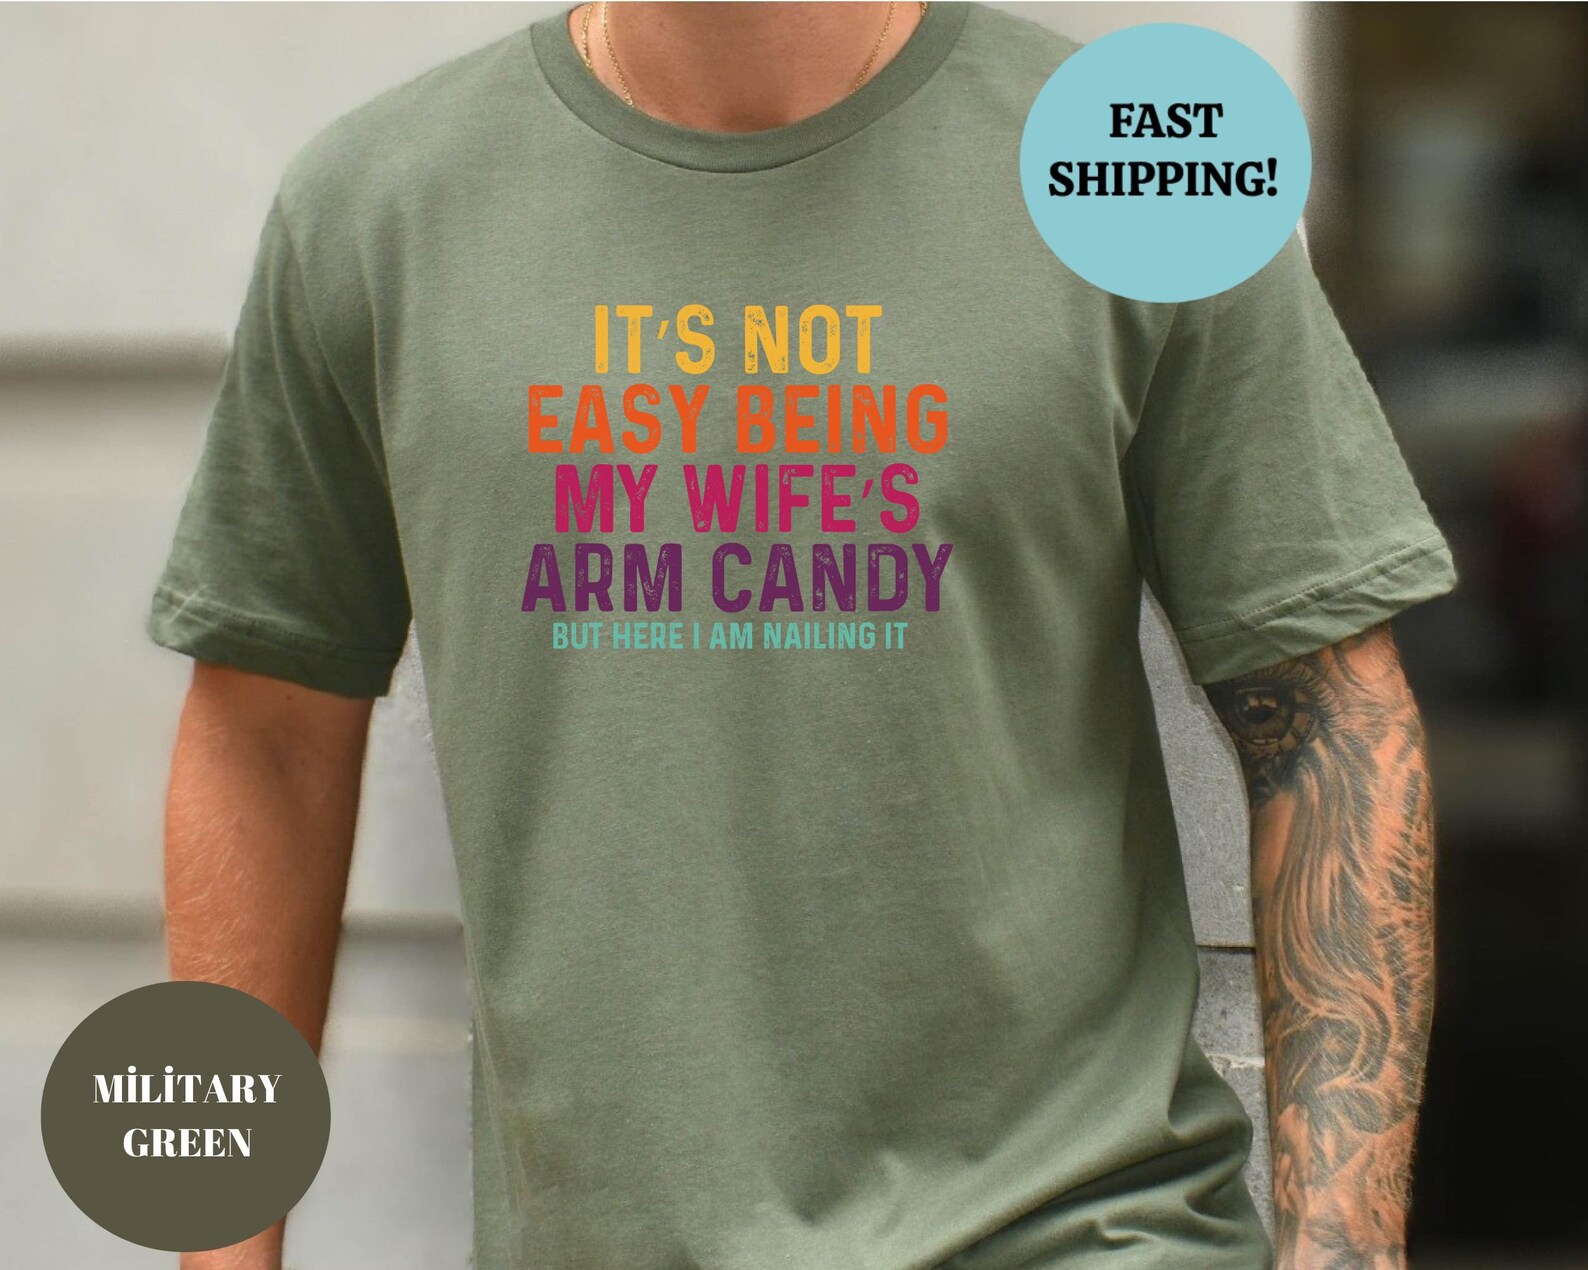 FAST
SHIPPING!
IT'S NOT
EASY BEING
MY WIFE'S
ARM CANDY
BUT HERE I AM NAILING IT
MİLİTARY
GREEN